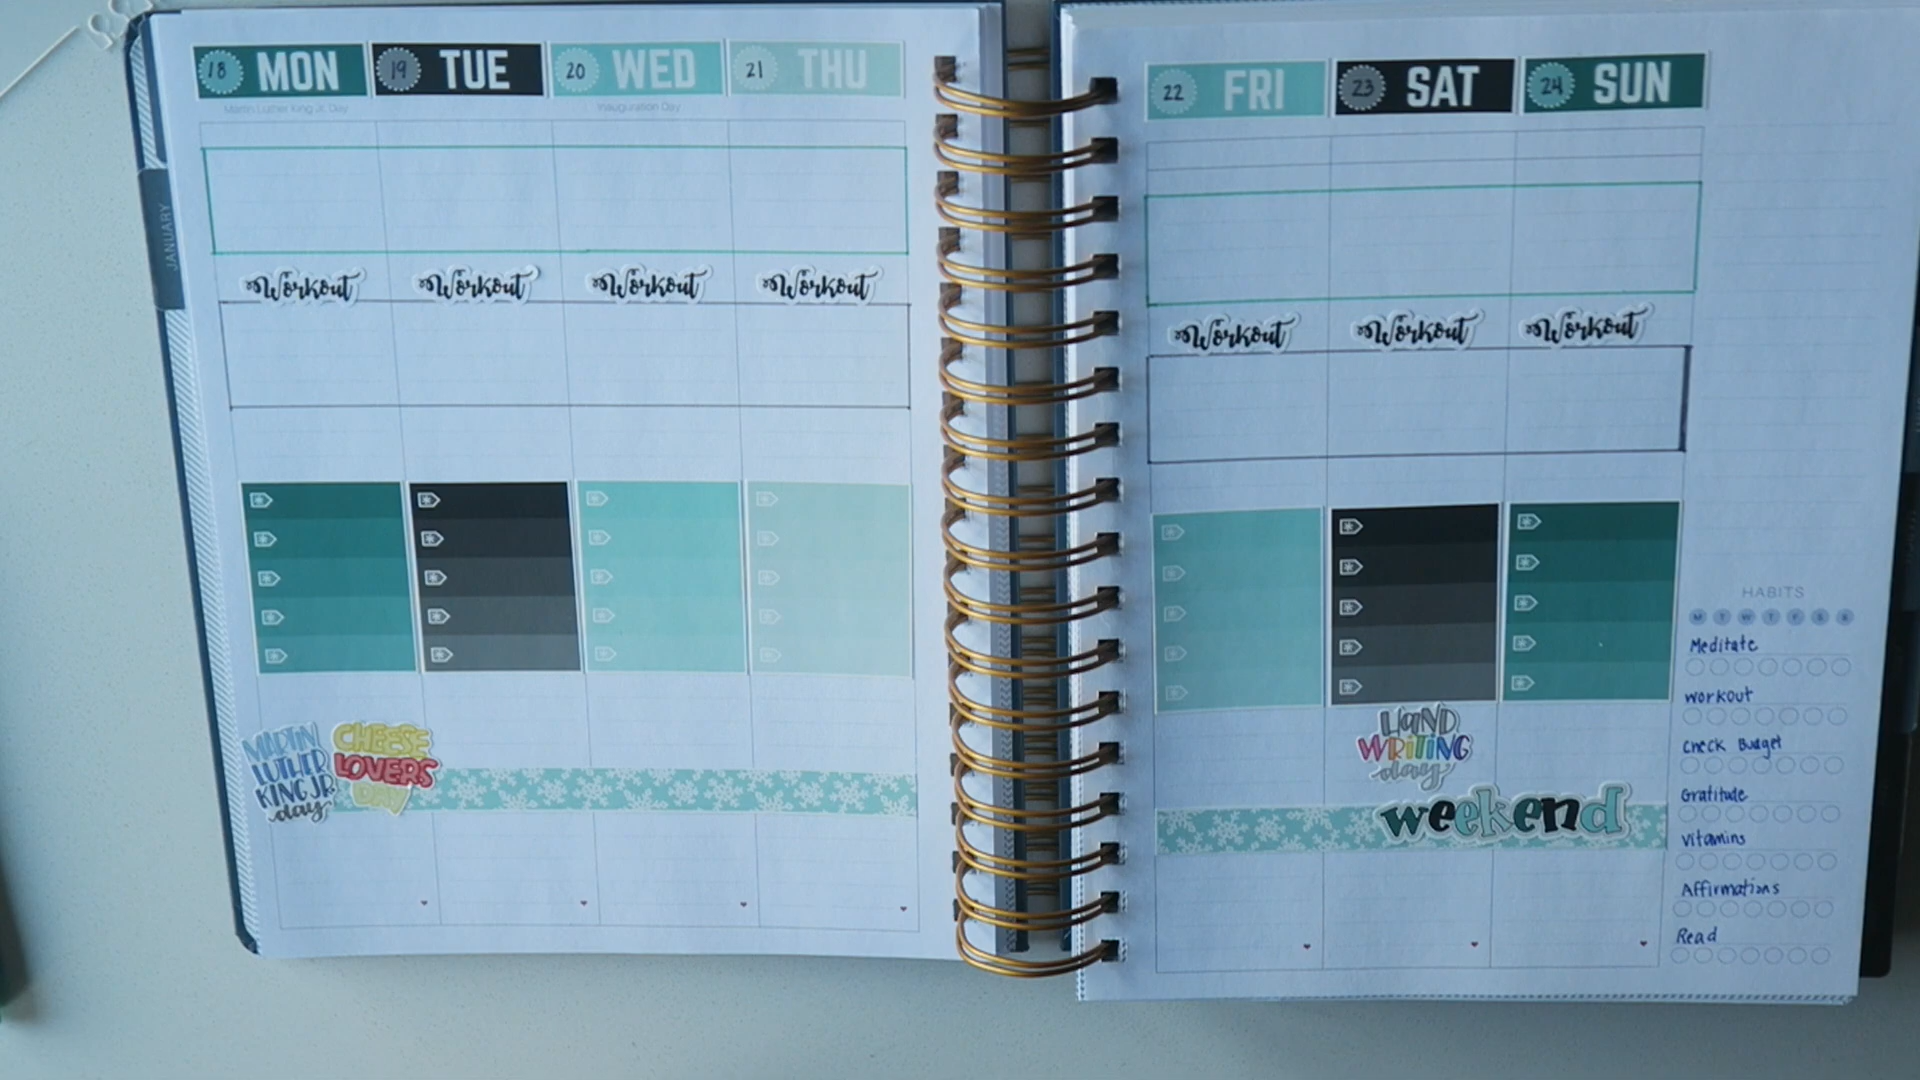 18 MON 19 TUE 20 WED 21 THU
Martin Luther King Jr. Day Inauguration Day
JANUARY
Workout Workout Workout Workout
MARTIN
LUTHER
KING JR.
day
CHEESE
LOVERS
DAY
22 FRI 23 SAT 24 SUN
Workout Workout Workout
HAND
WRITING
day
weekend
HABITS
M T W T F S S
Meditate
workout
Check Budget
Gratitude
vitamins
Affirmations
Read